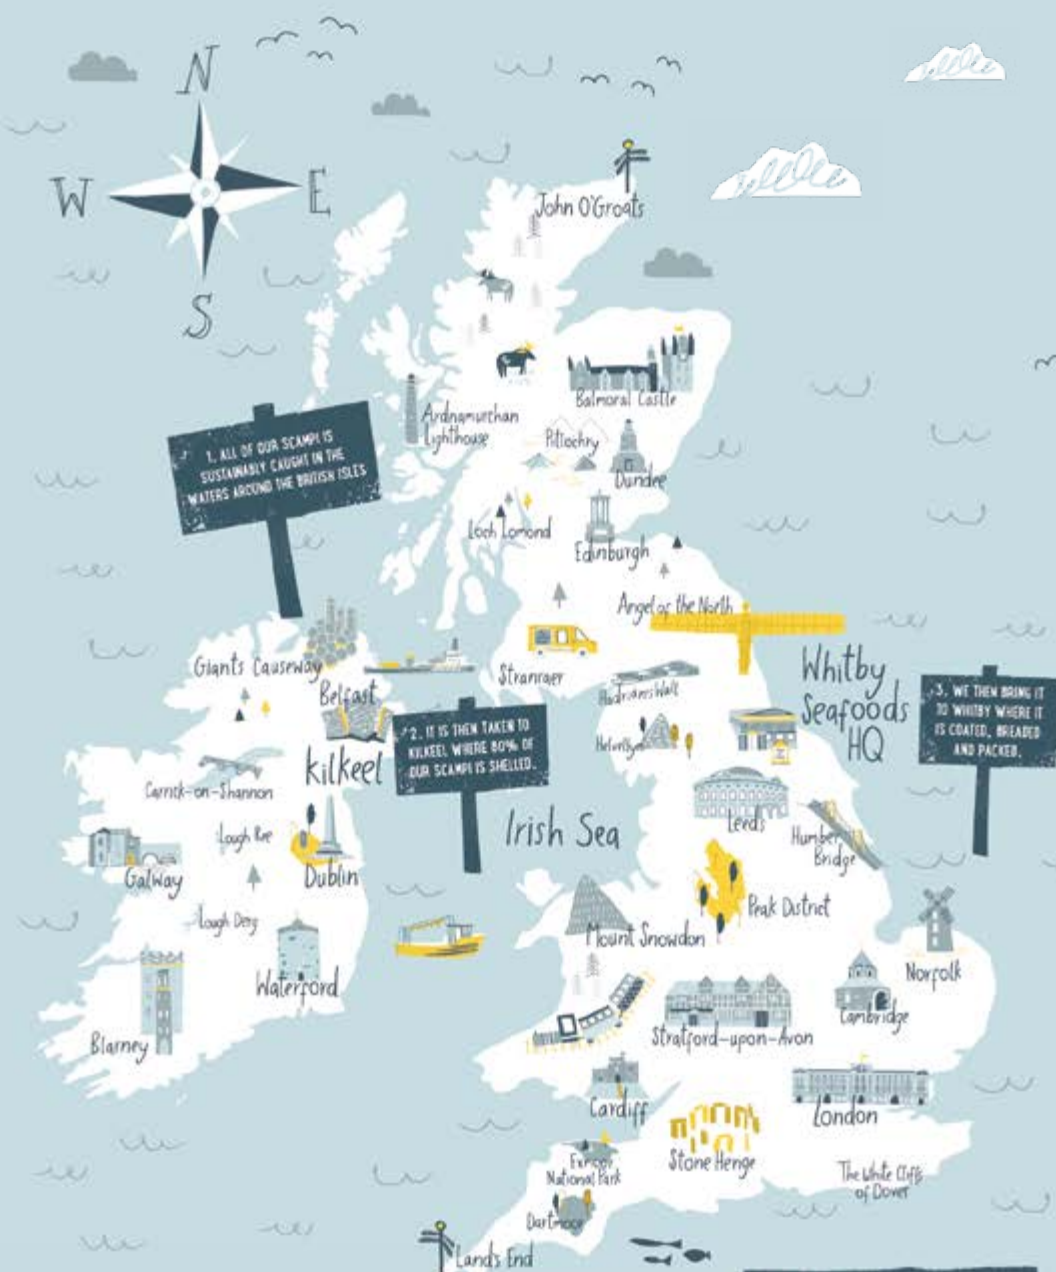 N
W
E
S
John O'Groats
Balmoral Castle
Ardnamurchan
Lighthouse
Pitlochry
Dundee
1. ALL OF OUR SCAMPI IS
SUSTAINABLY CAUGHT IN THE
WATERS AROUND THE BRITISH ISLES
Loch Lomond
Edinburgh
Angel of the North
Giants Causeway
Stranraer
Hadrians Wall
Belfast
Whitby
Seafoods
HQ
2. IT IS THEN TAKEN TO
KILKEEL WHERE 80% OF
OUR SCAMPI IS SHELLED.
3. WE THEN BRING IT
TO WHITBY WHERE IT
IS COATED, BREADED
AND PACKED.
Helvellyn
Kilkeel
Carrick-on-Shannon
Irish Sea
Leeds
Humber
Bridge
Lough Ree
Galway
Dublin
Peak District
Lough Derg
Mount Snowdon
Norfolk
Waterford
Cambridge
Stratford-upon-Avon
Blarney
Cardiff
London
Stone Henge
National Park
The White Cliffs
of Dover
Dartmoor
Land's End